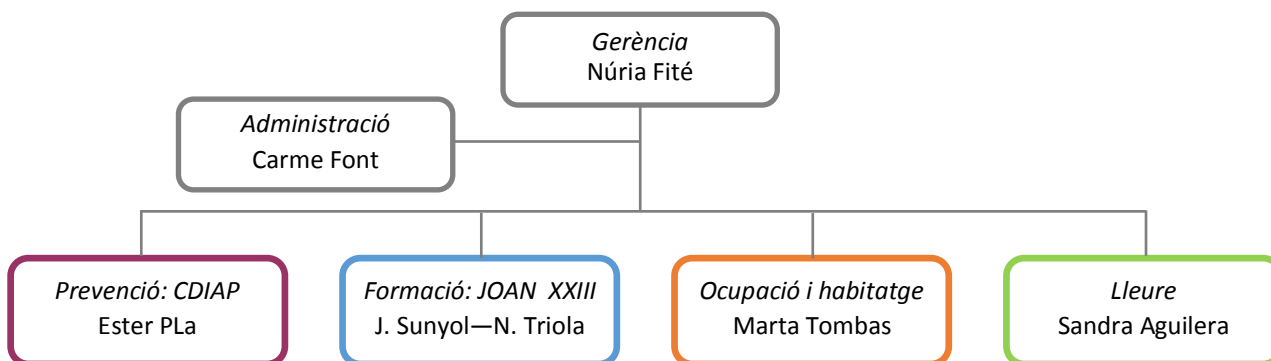 Gerència
Núria Fité
Administració
Carme Font
Prevenció: CDIAP
Ester PLa
Formació: JOAN  XXIII
J. Sunyol—N. Triola
Ocupació i habitatge
Marta Tombas
Lleure
Sandra Aguilera